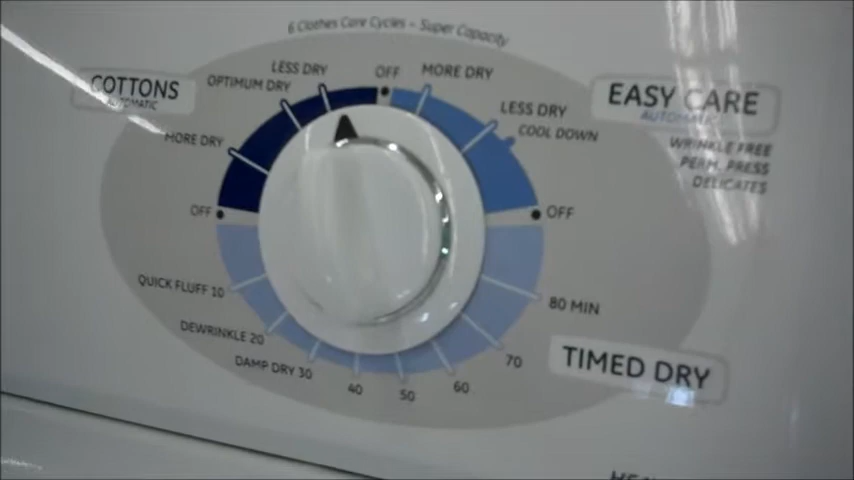 6 Clothes Care Cycles - Super Capacity
COTTONS
AUTOMATIC
OPTIMUM DRY
LESS DRY
OFF
MORE DRY
MORE DRY
LESS DRY
COOL DOWN
EASY CARE
AUTOMATIC
WRINKLE FREE
PERM. PRESS
DELICATES
OFF
OFF
QUICK FLUFF 10
DEWRINKLE 20
DAMP DRY 30
40
50
60
70
80 MIN
TIMED DRY